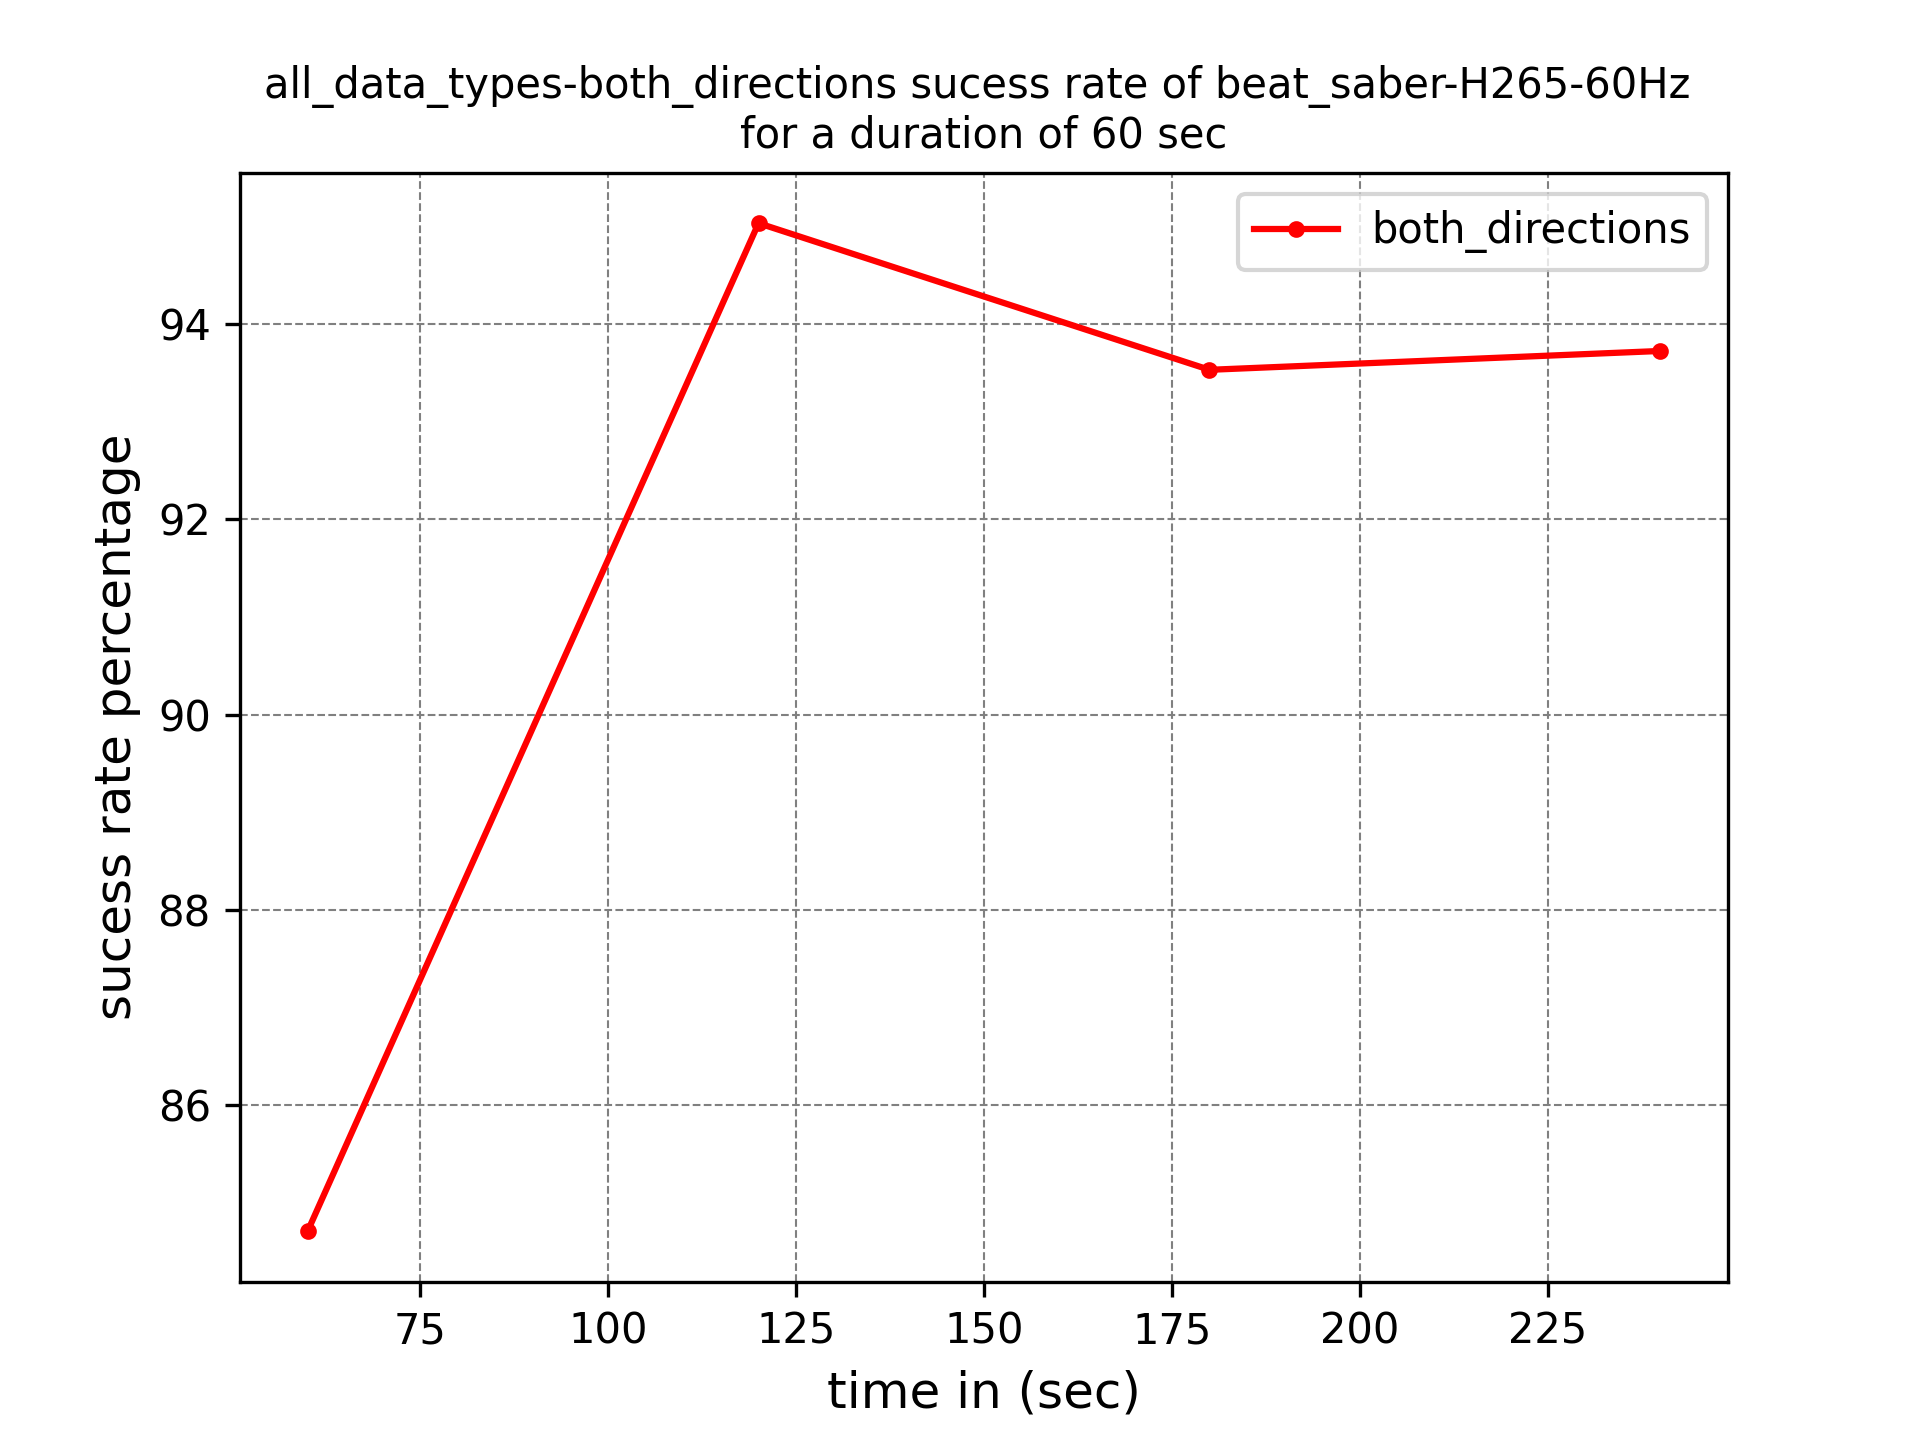 all_data_types-both_directions sucess rate of beat_saber-H265-60Hz
for a duration of 60 sec
both_directions
sucess rate percentage
94
92
90
88
86
75 100 125 150 175 200 225
time in (sec)